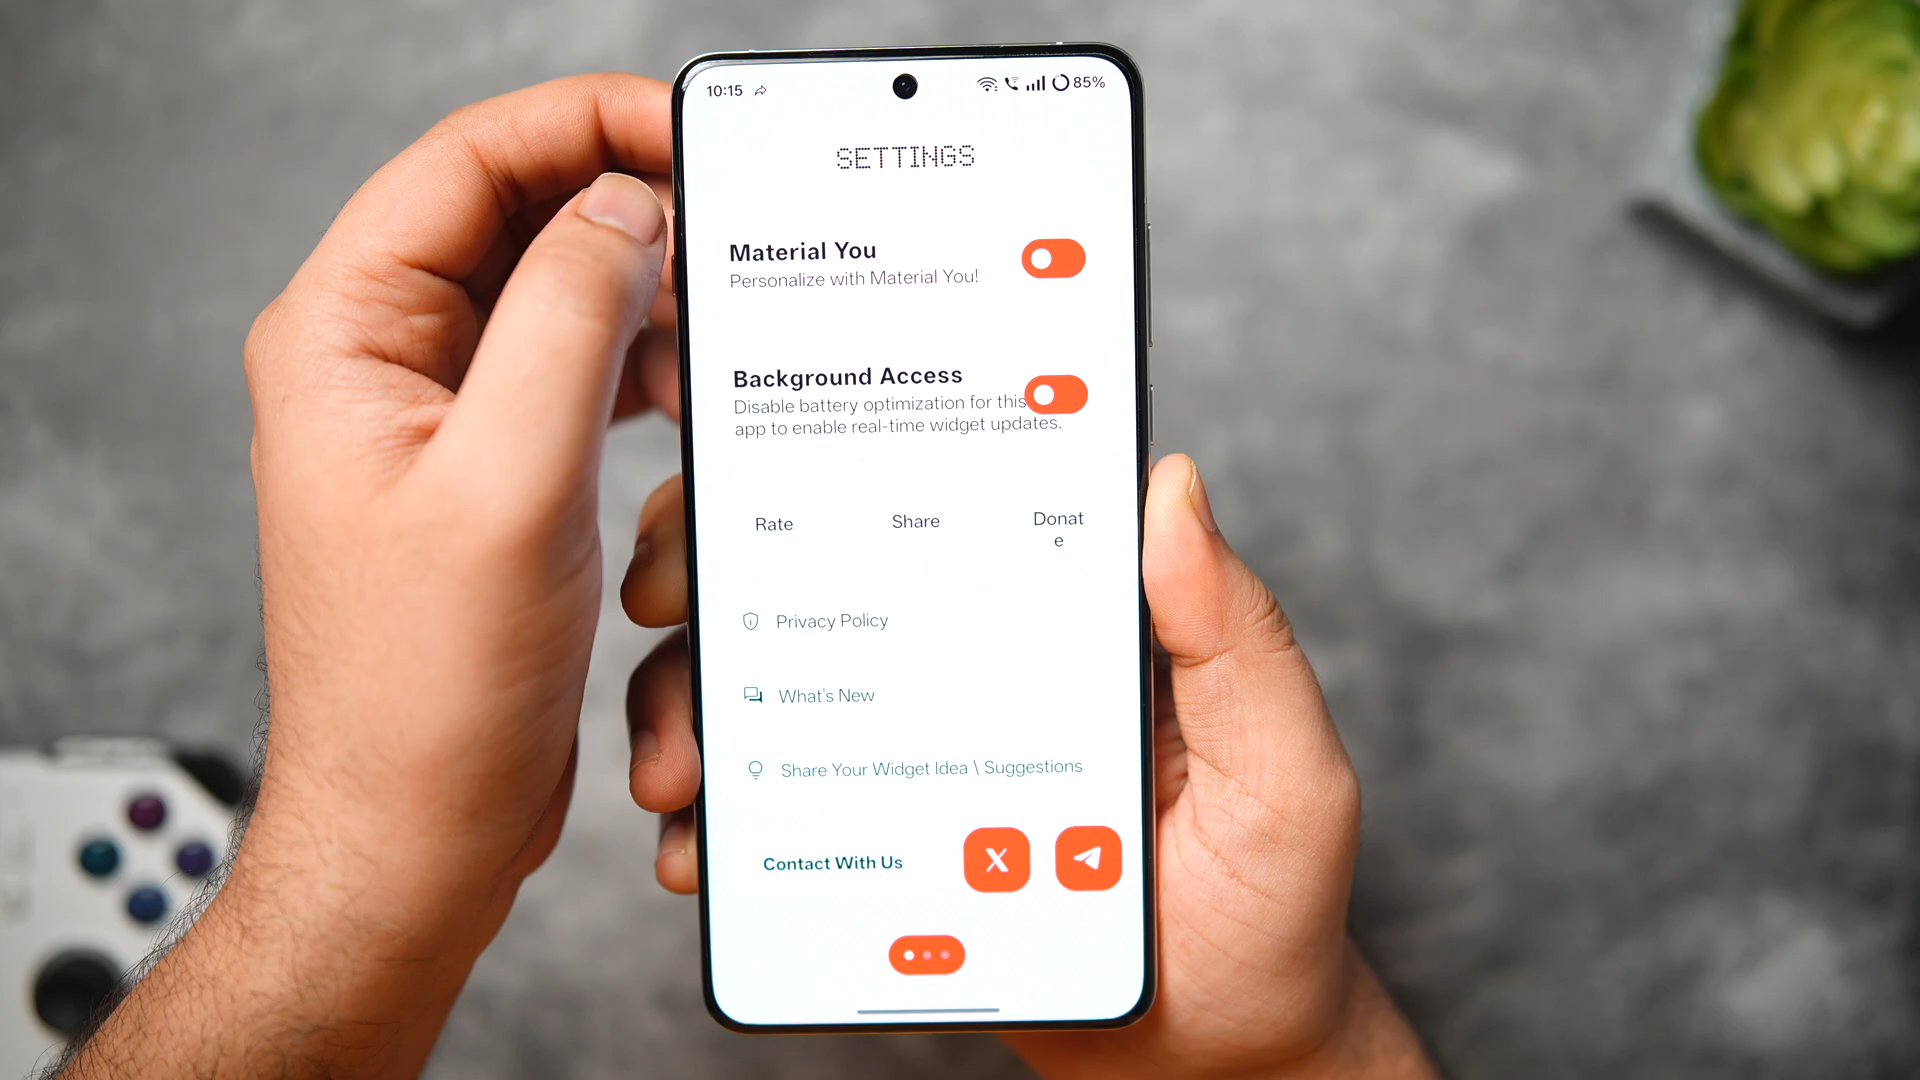 10:15
85%
SETTINGS
Material You
Personalize with Material You!
Background Access
Disable battery optimization for this
app to enable real-time widget updates.
Rate
Share
Donat
e
Privacy Policy
What's New
Share Your Widget Idea \ Suggestions
Contact With Us